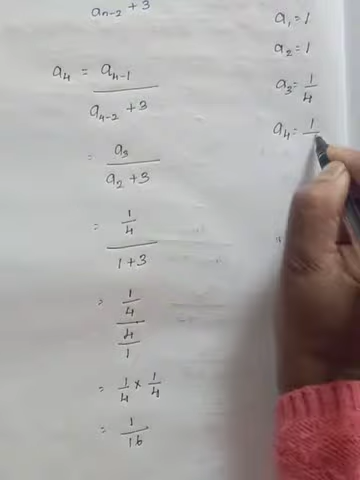 aₙ₋₂ + 3
a₄ = a₄₋₁ / a₄₋₂ + 3
= a₃ / a₂ + 3
= 1/4 / 1 + 3
= 1/4 / 4/1
= 1/4 × 1/4
= 1/16
a₁ = 1
a₂ = 1
a₃ = 1/4
a₄ = 1